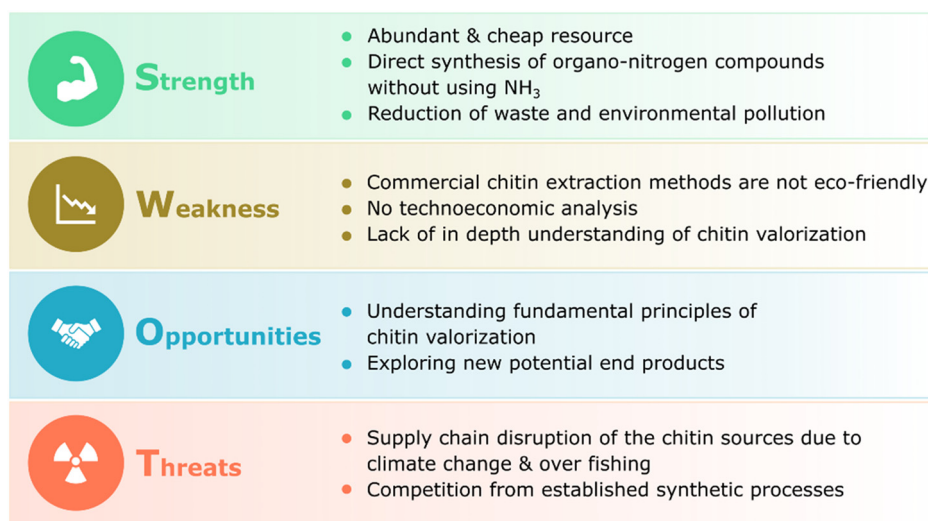 Strength
• Abundant & cheap resource
• Direct synthesis of organo-nitrogen compounds
without using NH₃
• Reduction of waste and environmental pollution
Weakness
• Commercial chitin extraction methods are not eco-friendly
• No technoeconomic analysis
• Lack of in depth understanding of chitin valorization
Opportunities
• Understanding fundamental principles of
chitin valorization
• Exploring new potential end products
Threats
• Supply chain disruption of the chitin sources due to
climate change & over fishing
• Competition from established synthetic processes